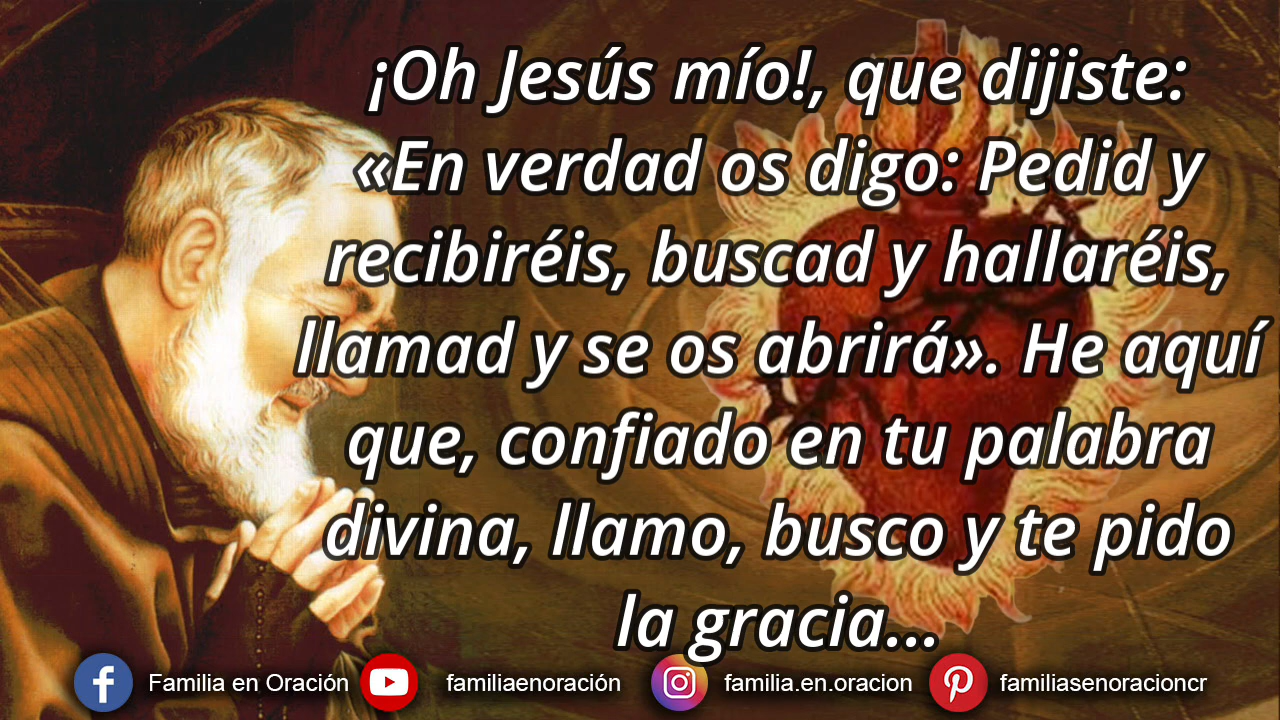 ¡Oh Jesús mío!, que dijiste:
«En verdad os digo: Pedid y
recibiréis, buscad y hallaréis,
llamad y se os abrirá». He aquí
que, confiado en tu palabra
divina, llamo, busco y te pido
la gracia...
Familia en Oración
familiaenoración
familia.en.oracion
familiasenoracioncr